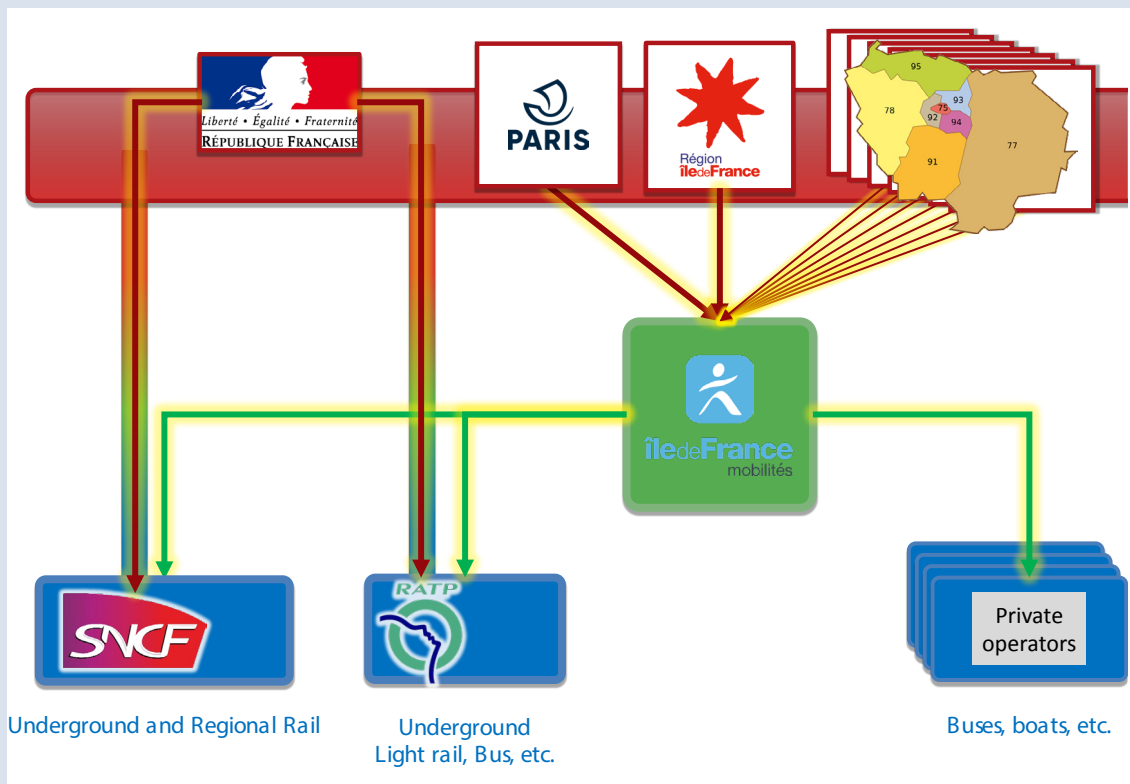 Liberté • Égalité • Fraternité
RÉPUBLIQUE FRANÇAISE
PARIS
Région
îledeFrance
95
78
93
75
92
94
91
77
îledeFrance
mobilités
SNCF
RATP
Private
operators
Underground and Regional Rail
Underground
Light rail, Bus, etc.
Buses, boats, etc.